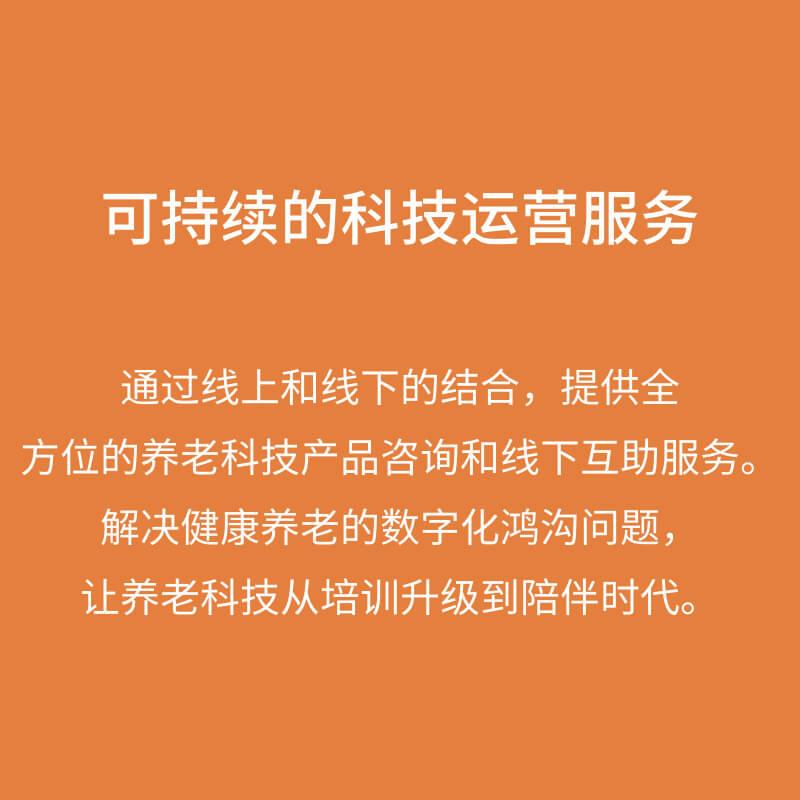 可持续的科技运营服务
通过线上和线下的结合，提供全
方位的养老科技产品咨询和线下互助服务。
解决健康养老的数字化鸿沟问题，
让养老科技从培训升级到陪伴时代。